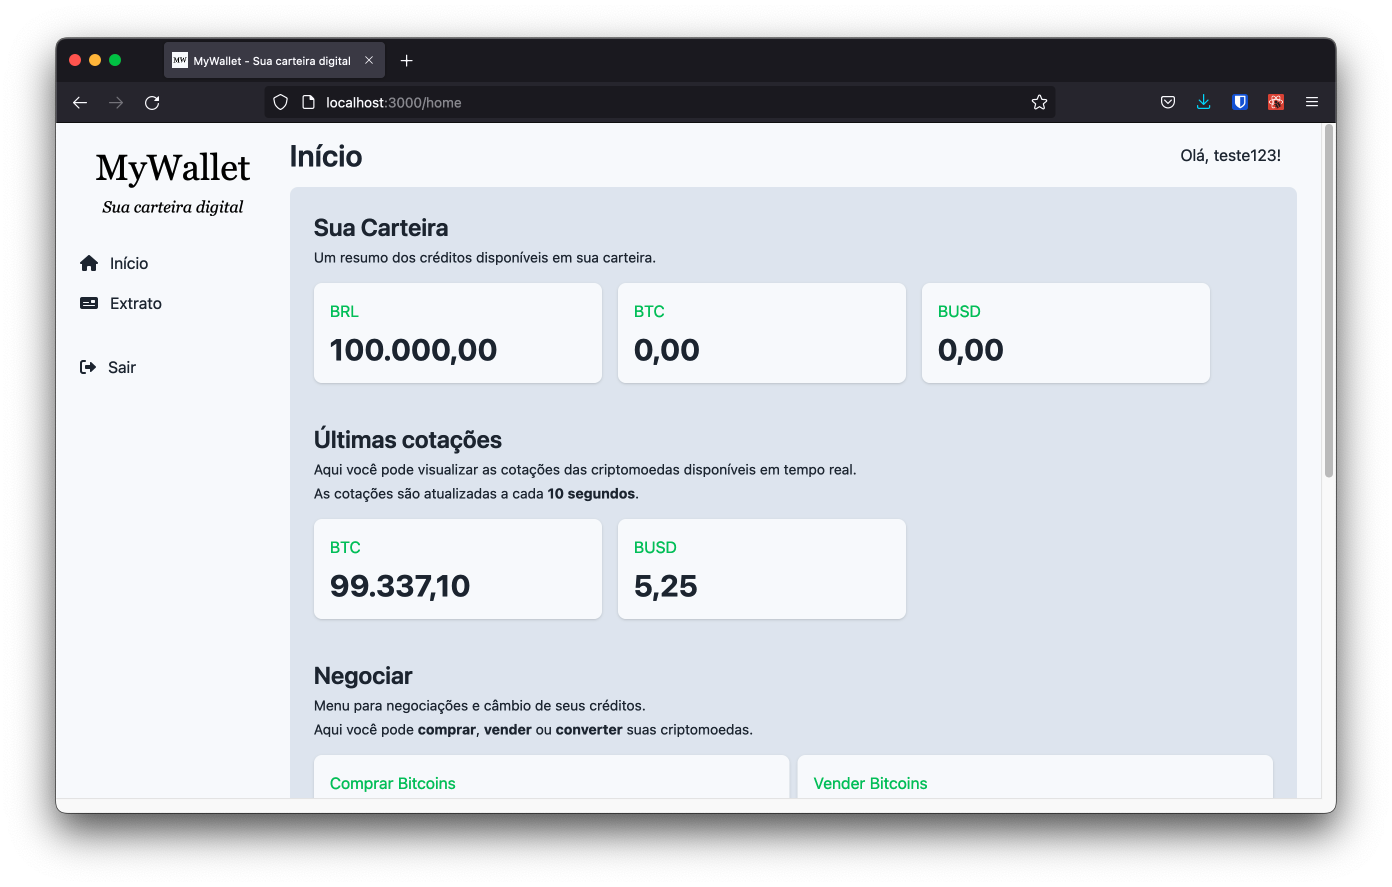 MW MyWallet - Sua carteira digital
localhost:3000/home
MyWallet
Sua carteira digital
Início
Extrato
Sair
Início
Olá, teste123!
Sua Carteira
Um resumo dos créditos disponíveis em sua carteira.
BRL
100.000,00
BTC
0,00
BUSD
0,00
Últimas cotações
Aqui você pode visualizar as cotações das criptomoedas disponíveis em tempo real.
As cotações são atualizadas a cada 10 segundos.
BTC
99.337,10
BUSD
5,25
Negociar
Menu para negociações e câmbio de seus créditos.
Aqui você pode comprar, vender ou converter suas criptomoedas.
Comprar Bitcoins
Vender Bitcoins